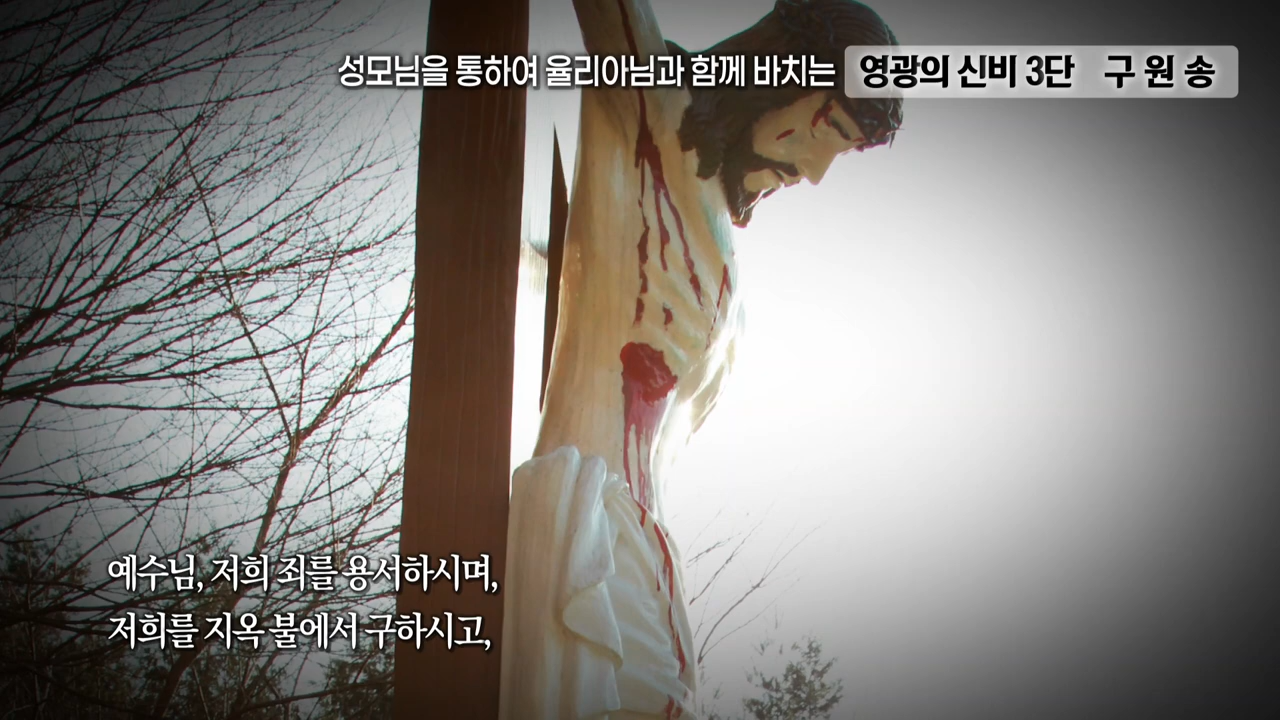 성모님을 통하여 율리아님과 함께 바치는 영광의 신비 3단 구 원 송
예수님, 저희 죄를 용서하시며,
저희를 지옥 불에서 구하시고,